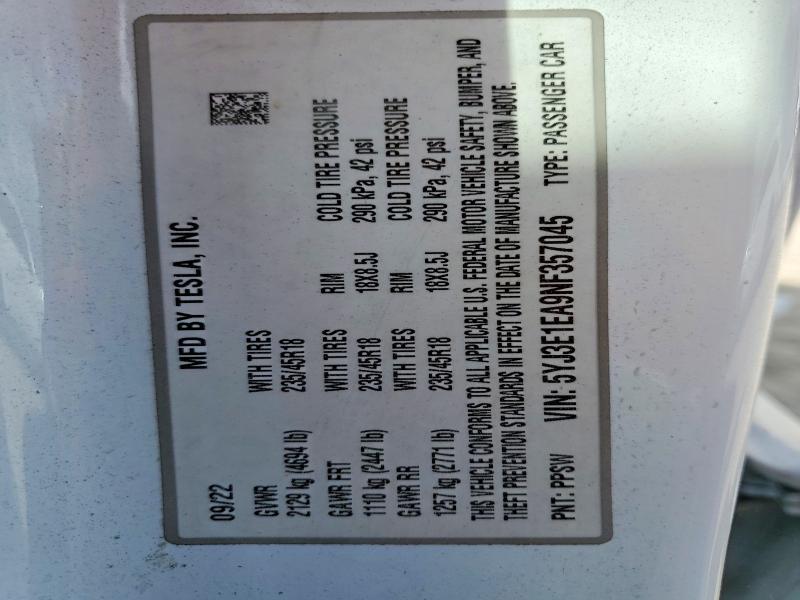 MFD BY TESLA, INC.
09/22
GVWR WITH TIRES
2129 kg (4694 lb) 235/45R18
GAWR FRT WITH TIRES RIM COLD TIRE PRESSURE
1110 kg (2447 lb) 235/45R18 18X8.5J 290 kPa, 42 psi
GAWR RR WITH TIRES RIM COLD TIRE PRESSURE
1257 kg (2771 lb) 235/45R18 18X8.5J 290 kPa, 42 psi
THIS VEHICLE CONFORMS TO ALL APPLICABLE U.S. FEDERAL MOTOR VEHICLE SAFETY, BUMPER, AND
THEFT PREVENTION STANDARDS IN EFFECT ON THE DATE OF MANUFACTURE SHOWN ABOVE.
PNT: PPSW VIN: 5YJ3E1EA9NF357045 TYPE: PASSENGER CAR